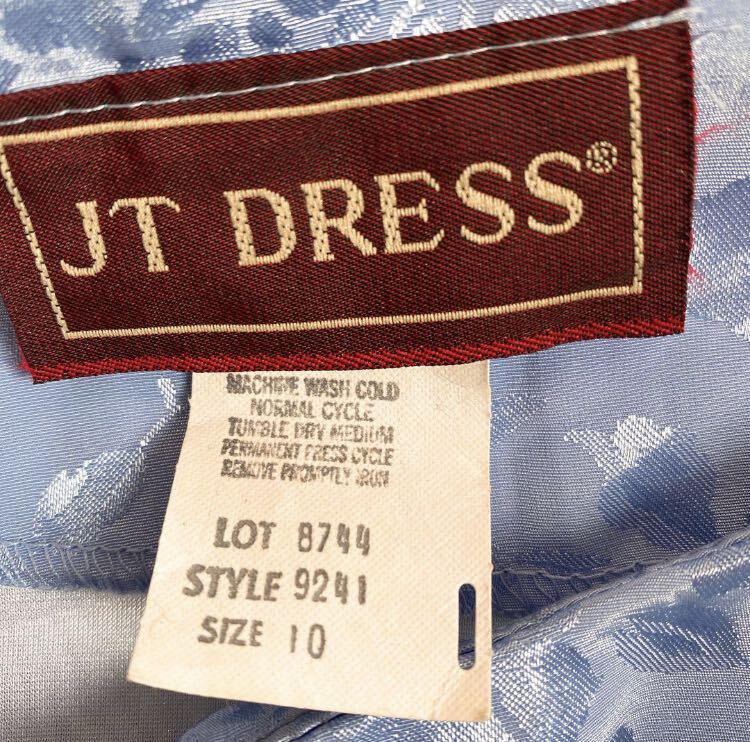 JT DRESS®
MACHINE WASH COLD
NORMAL CYCLE
TUMBLE DRY MEDIUM
PERMANENT PRESS CYCLE
REMOVE PROMPTLY IRON
LOT 8744
STYLE 9241
SIZE 10